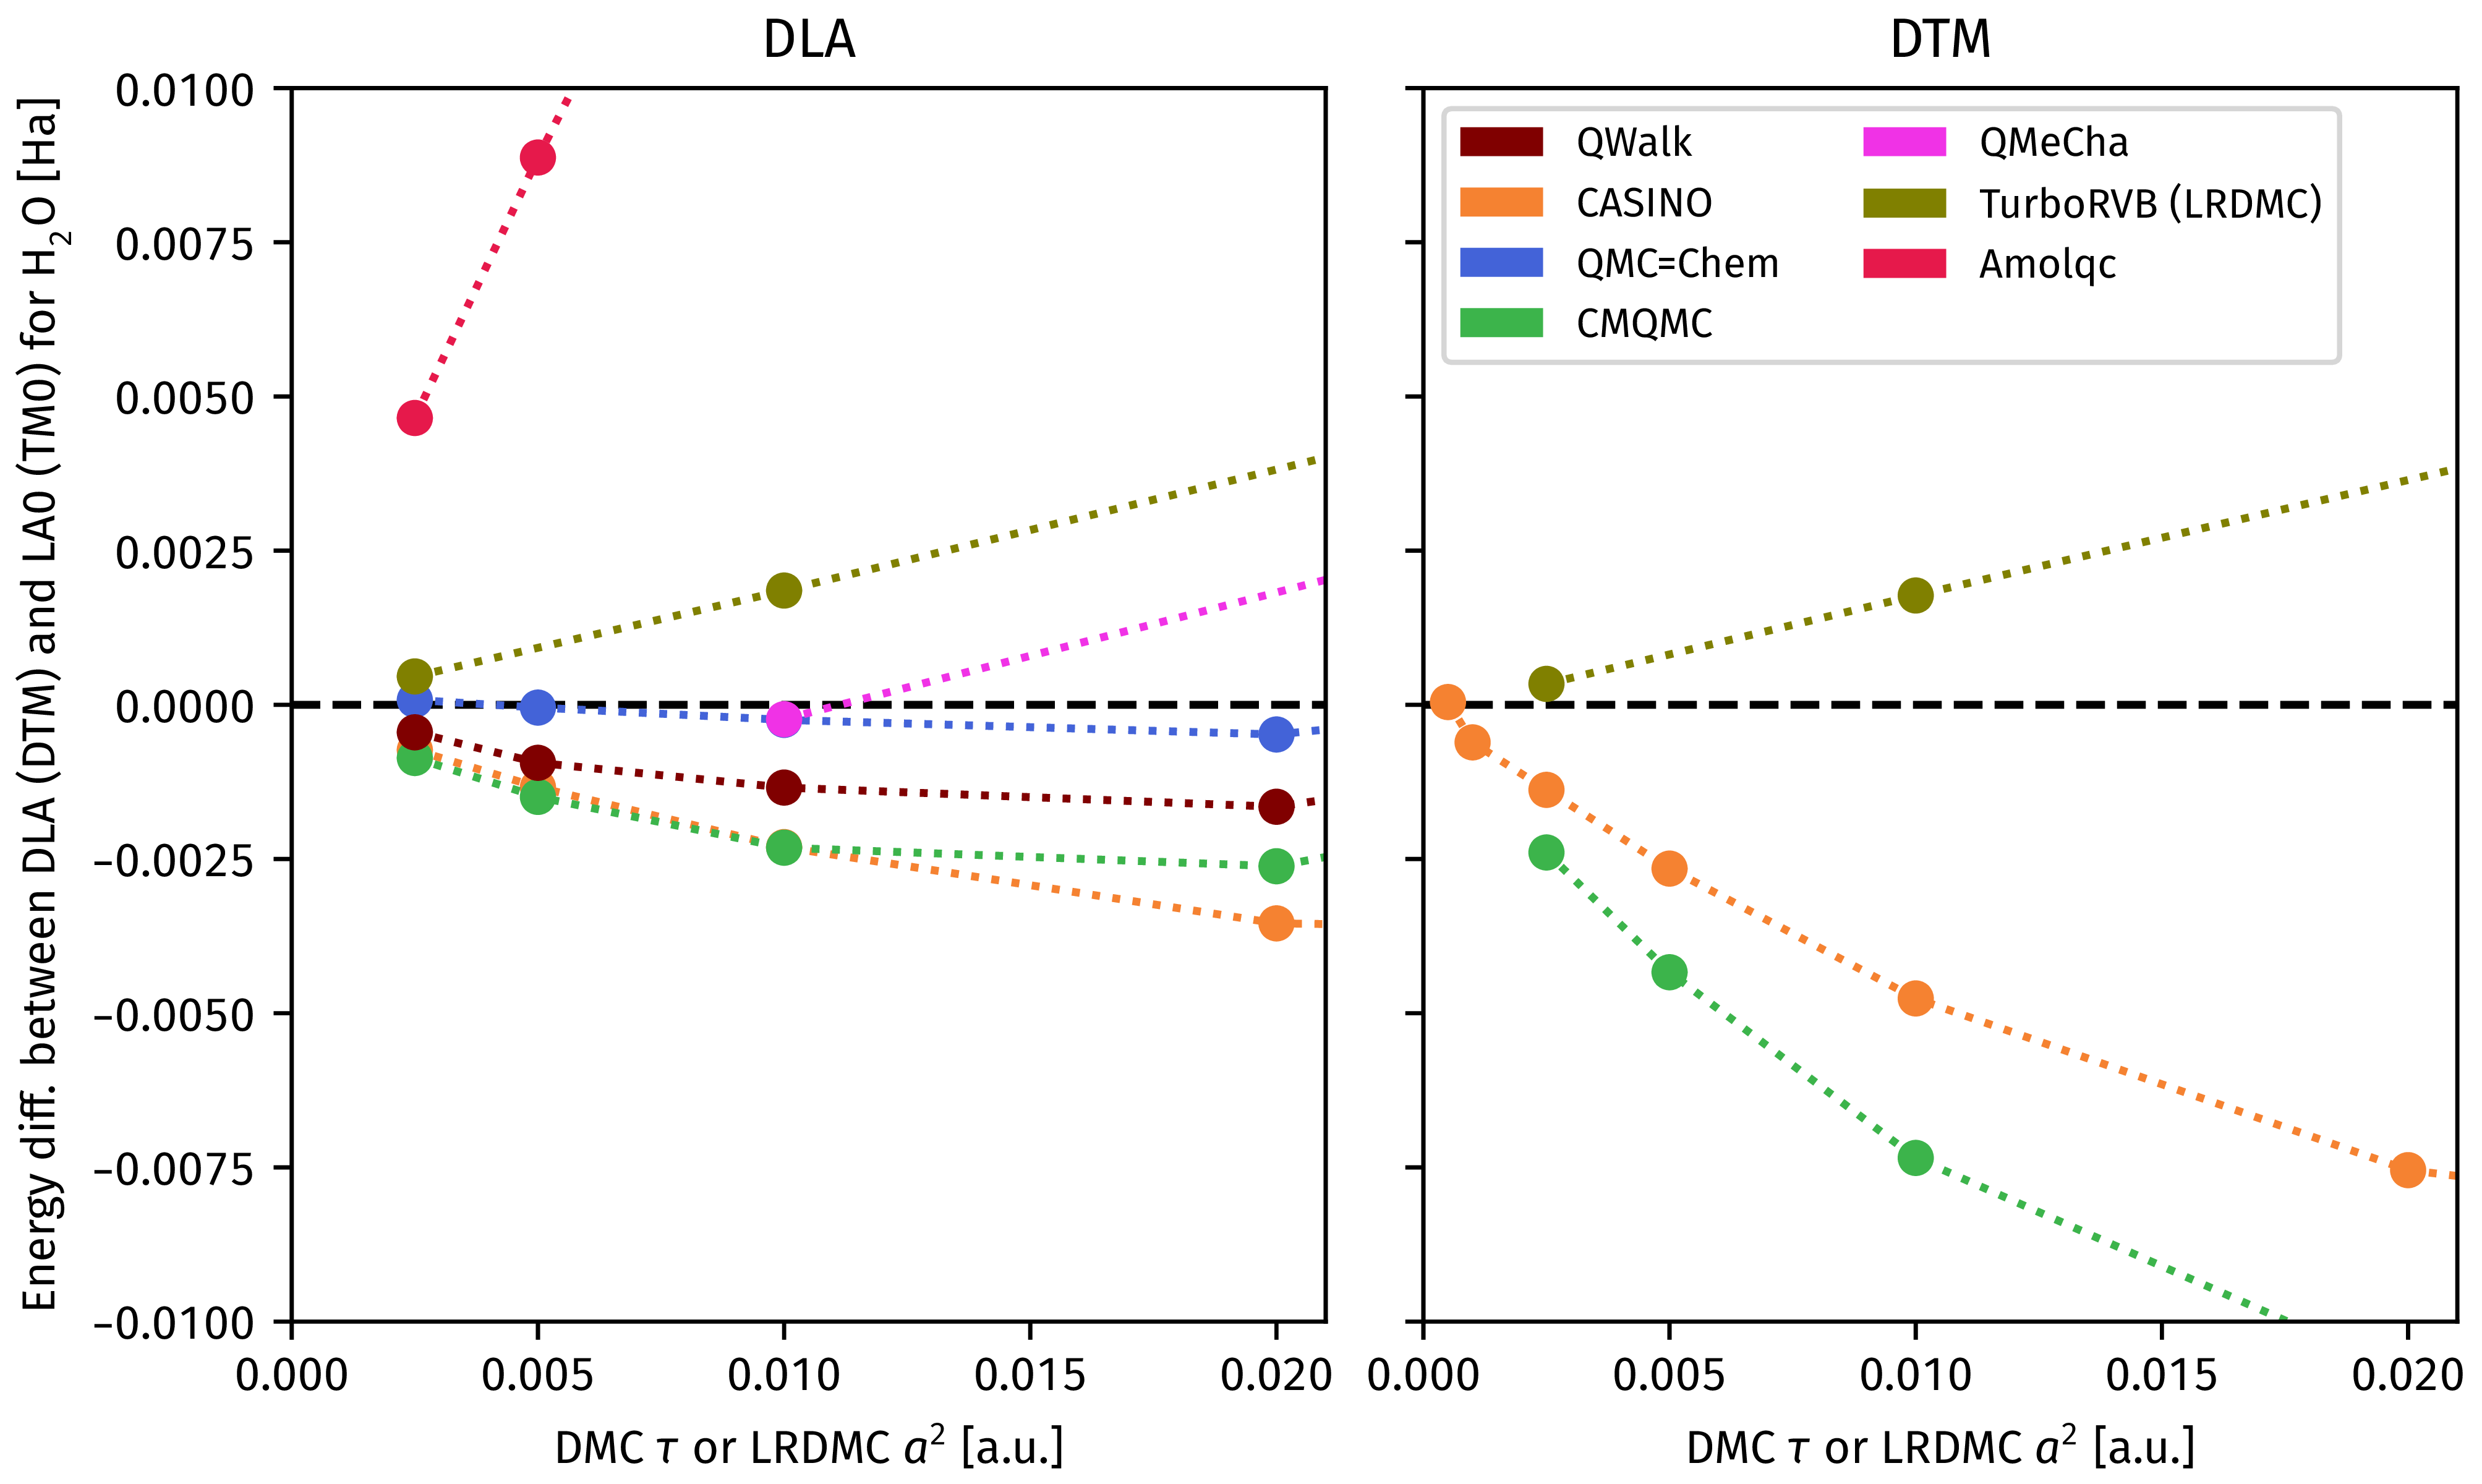 DLA
DTM
Energy diff. between DLA (DTM) and LA0 (TM0) for H₂O [Ha]
0.0100
0.0075
0.0050
0.0025
0.0000
−0.0025
−0.0050
−0.0075
−0.0100
0.000
0.005
0.010
0.015
0.020
DMC τ or LRDMC a² [a.u.]
QWalk
CASINO
QMC=Chem
CMQMC
QMeCha
TurboRVB (LRDMC)
Amolqc
0.000
0.005
0.010
0.015
0.020
DMC τ or LRDMC a² [a.u.]